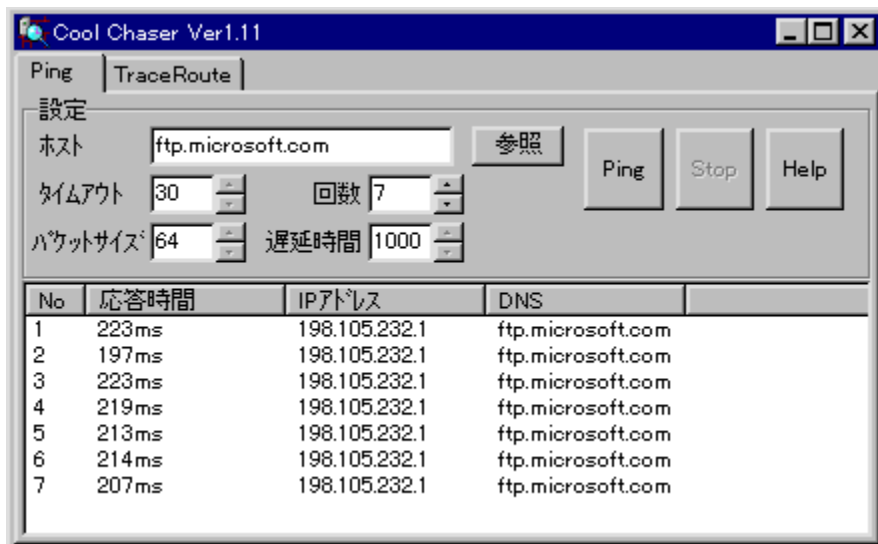 Cool Chaser Ver1.11
Ping TraceRoute
設定
ホスト ftp.microsoft.com 参照 Ping Stop Help
ﾀｲﾑｱｳﾄ 30 回数 7
ﾊﾟｹｯﾄｻｲｽﾞ 64 遅延時間 1000
No 応答時間 IPｱﾄﾞﾚｽ DNS
1 223ms 198.105.232.1 ftp.microsoft.com
2 197ms 198.105.232.1 ftp.microsoft.com
3 223ms 198.105.232.1 ftp.microsoft.com
4 219ms 198.105.232.1 ftp.microsoft.com
5 213ms 198.105.232.1 ftp.microsoft.com
6 214ms 198.105.232.1 ftp.microsoft.com
7 207ms 198.105.232.1 ftp.microsoft.com